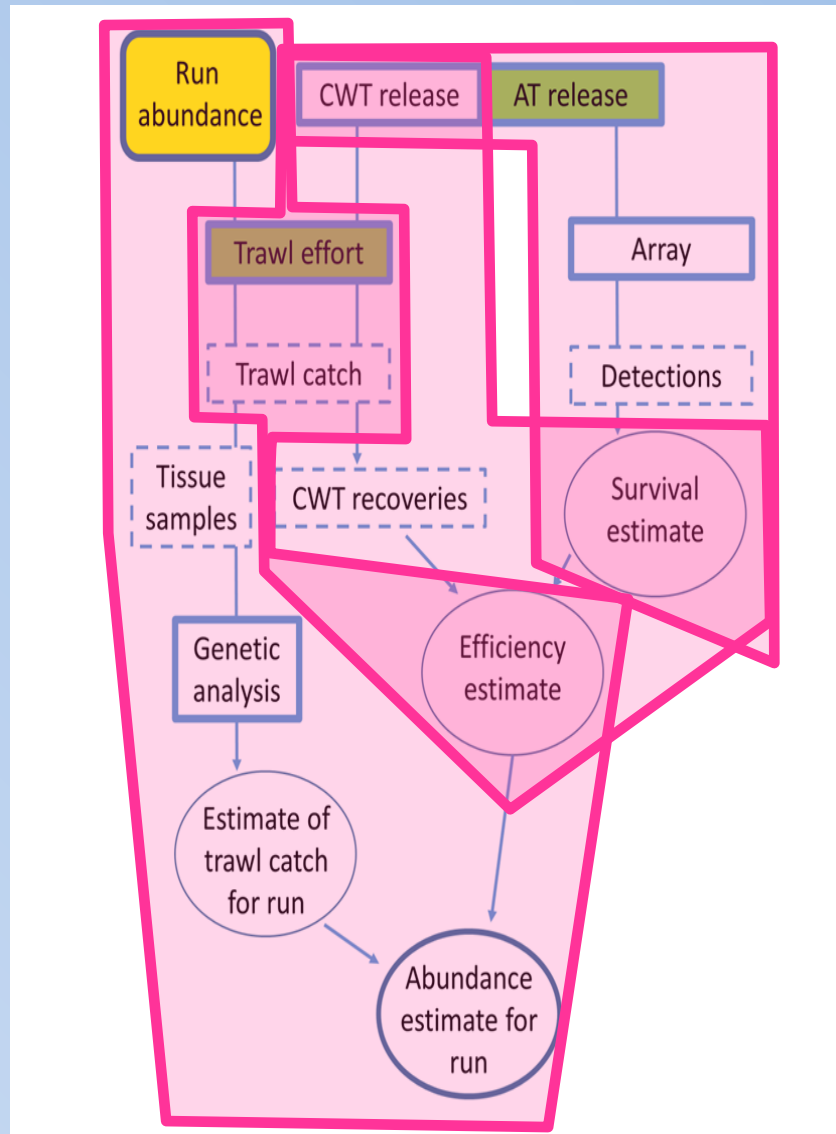 Run
abundance
CWT release
AT release
Trawl effort
Array
Trawl catch
Detections
Tissue
samples
CWT recoveries
Survival
estimate
Genetic
analysis
Efficiency
estimate
Estimate of
trawl catch
for run
Abundance
estimate for
run